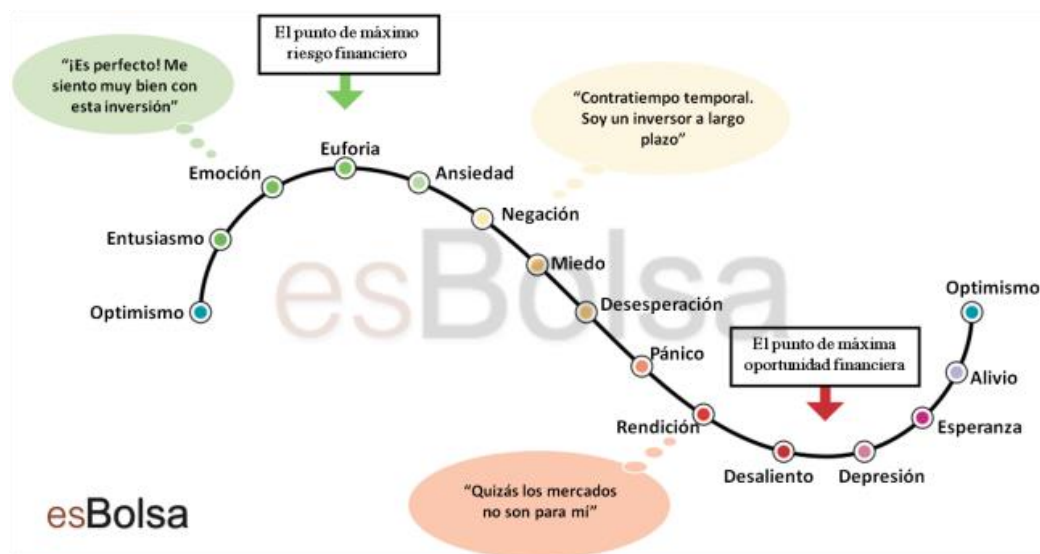 El punto de máximo
riesgo financiero
“¡Es perfecto! Me
siento muy bien con
esta inversión”
“Contratiempo temporal.
Soy un inversor a largo
plazo”
Euforia
Emoción
Ansiedad
Negación
Entusiasmo
Miedo
esBolsa
Optimismo
Desesperación
Optimismo
El punto de máxima
oportunidad financiera
Pánico
Alivio
Rendición
Esperanza
Desaliento
Depresión
“Quizás los mercados
no son para mí”
esBolsa